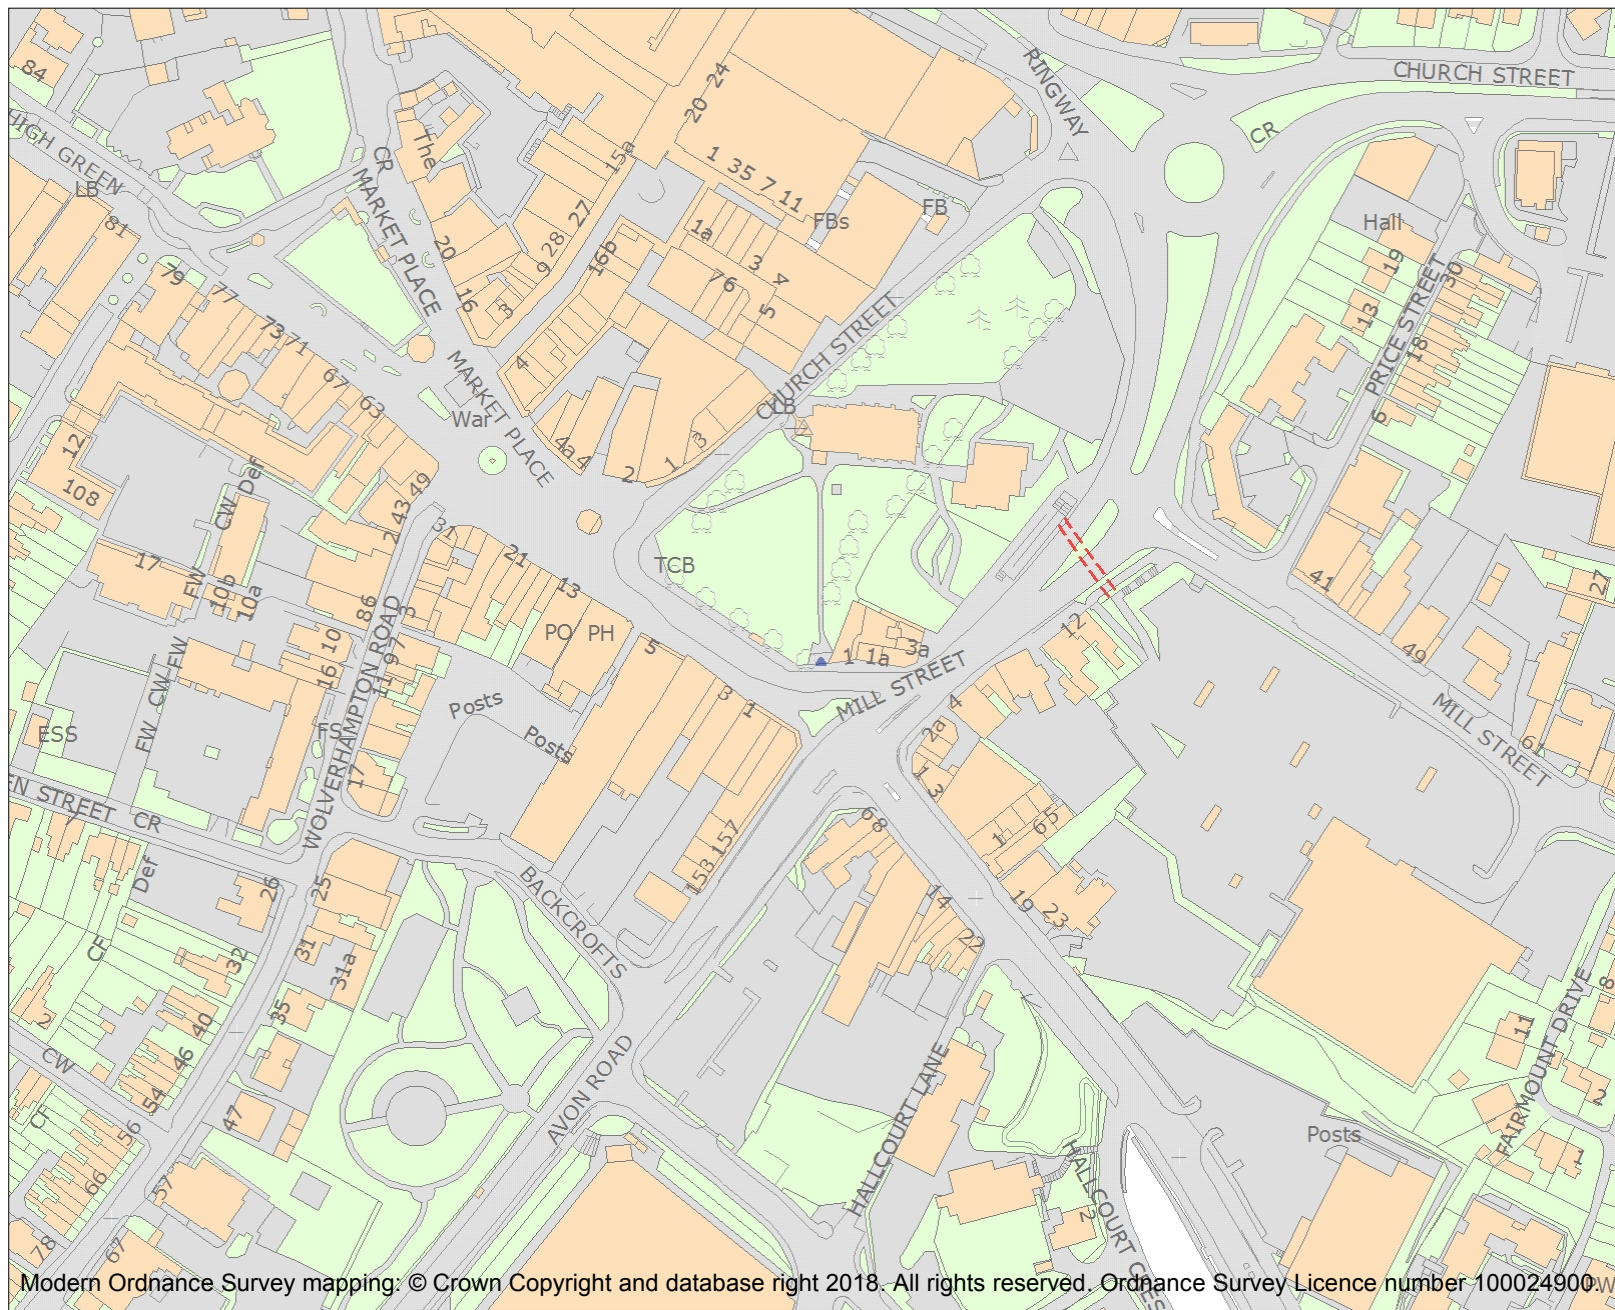 84
HIGH GREEN
LB
81
CR
The
MARKET PLACE
20
16
3
9
28
27
15a
20
24
1
35
7
11
FBs
FB
1a
3
4
7
6
5
16b
4
RINGWAY
CHURCH STREET
CR
Hall
19
13
PRICE STREET
30
18
6
CHURCH STREET
LB
79
77
73
71
67
63
49
43
2
MARKET PLACE
War
4a
4
2
1
3
12
108
Def
CW
17
FW
10b
10a
31
21
13
TCB
PO
PH
5
3
1
1
1a
3a
MILL STREET
12
41
49
27
MILL STREET
61
86
3
10
16
7
9
11
WOLVERHAMPTON ROAD
FW
CW
FW
ESS
FS
17
Posts
Posts
4
2a
1
3
1
65
19
23
68
14
22
157
153
EN STREET
CR
Def
26
25
BACKCROFTS
CF
31
31a
32
35
40
46
54
56
47
66
57
67
78
2
CW
CF
AVON ROAD
HALLCOURT LANE
HALLCOURT CRES
2
Posts
FAIRMOUNT DRIVE
11
8
2
1
Modern Ordnance Survey mapping: © Crown Copyright and database right 2018. All rights reserved. Ordnance Survey Licence number 100024900.